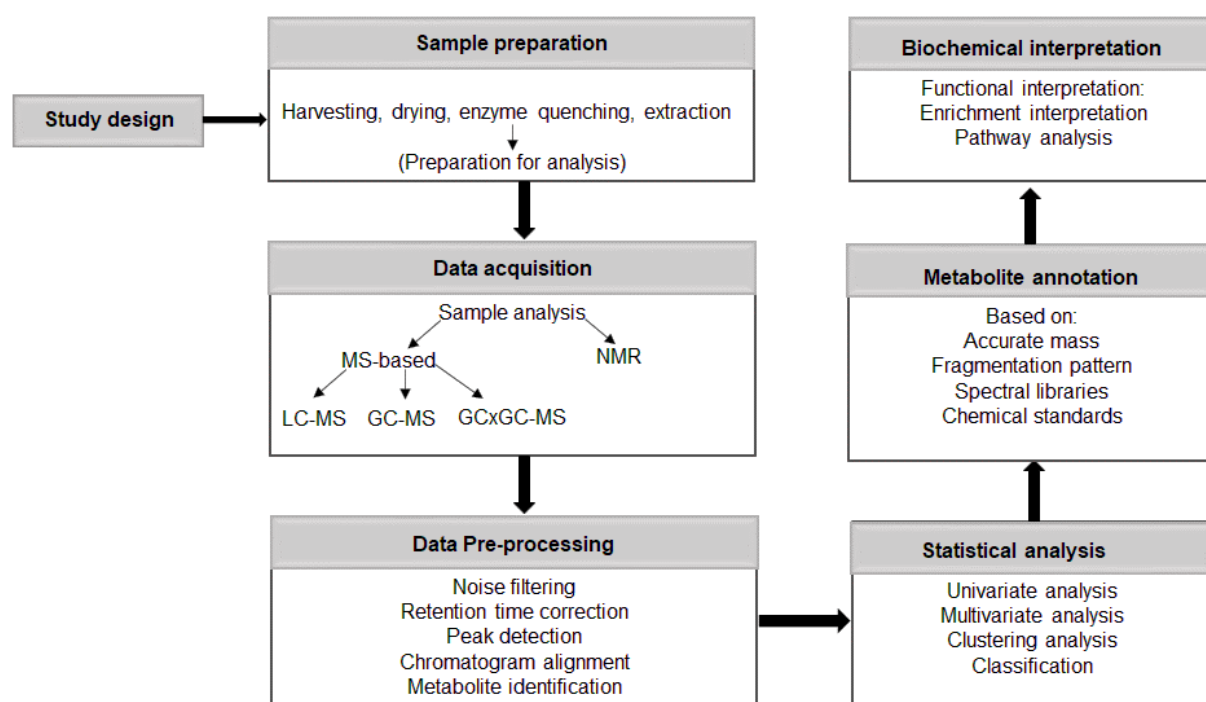 Study design
Sample preparation
Harvesting, drying, enzyme quenching, extraction
(Preparation for analysis)
Data acquisition
Sample analysis
MS-based
NMR
LC-MS
GC-MS
GCxGC-MS
Data Pre-processing
Noise filtering
Retention time correction
Peak detection
Chromatogram alignment
Metabolite identification
Statistical analysis
Univariate analysis
Multivariate analysis
Clustering analysis
Classification
Metabolite annotation
Based on:
Accurate mass
Fragmentation pattern
Spectral libraries
Chemical standards
Biochemical interpretation
Functional interpretation:
Enrichment interpretation
Pathway analysis